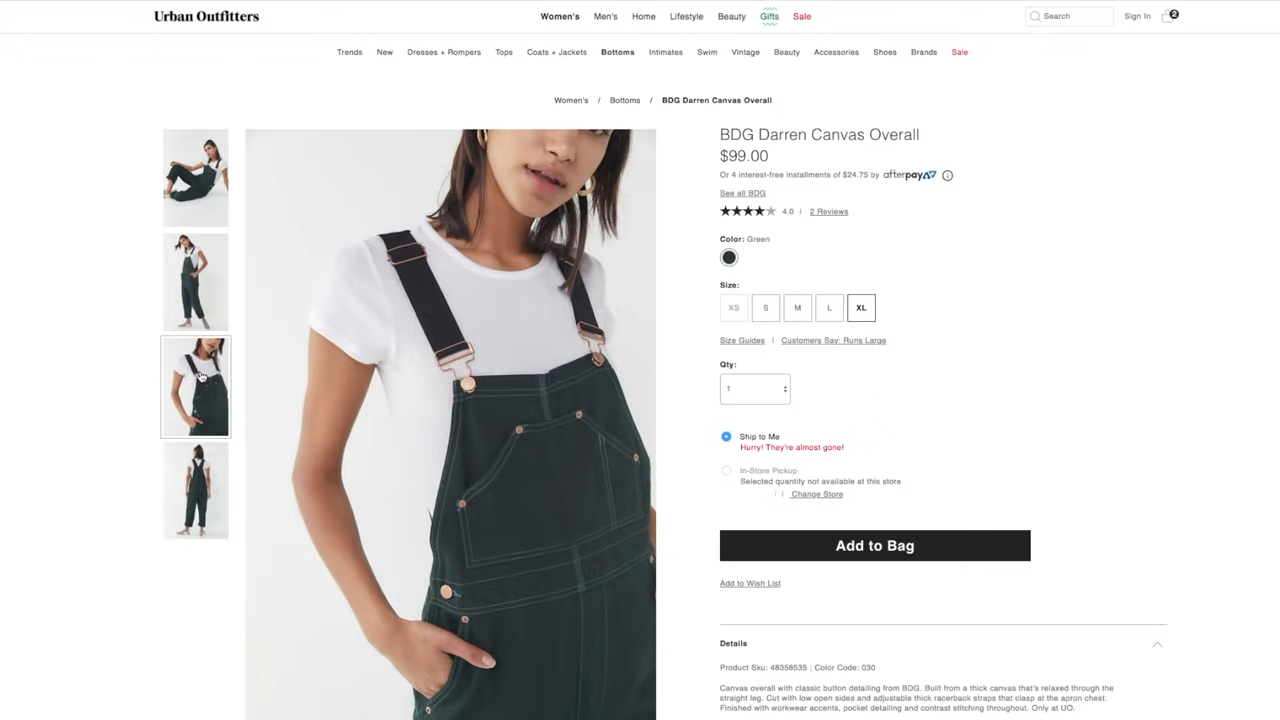 Urban Outfitters
Women's Men's Home Lifestyle Beauty Gifts Sale
Search
Sign In
2
Trends New Dresses + Rompers Tops Coats + Jackets Bottoms Intimates Swim Vintage Beauty Accessories Shoes Brands Sale
Women's / Bottoms / BDG Darren Canvas Overall
BDG Darren Canvas Overall
$99.00
Or 4 interest-free installments of $24.75 by afterpay
See all BDG
4.0 | 2 Reviews
Color: Green
Size:
XS S M L XL
Size Guides | Customers Say: Runs Large
Qty:
1
Ship to Me
Hurry! They're almost gone!
In-Store Pickup
Selected quantity not available at this store
| | Change Store
Add to Bag
Add to Wish List
Details
Product Sku: 48358535 ; Color Code: 030
Canvas overall with classic button detailing from BDG. Built from a thick canvas that's relaxed through the
straight leg. Cut with low open sides and adjustable thick racerback straps that clasp at the apron chest.
Finished with workwear accents, pocket detailing and contrast stitching throughout. Only at UO.